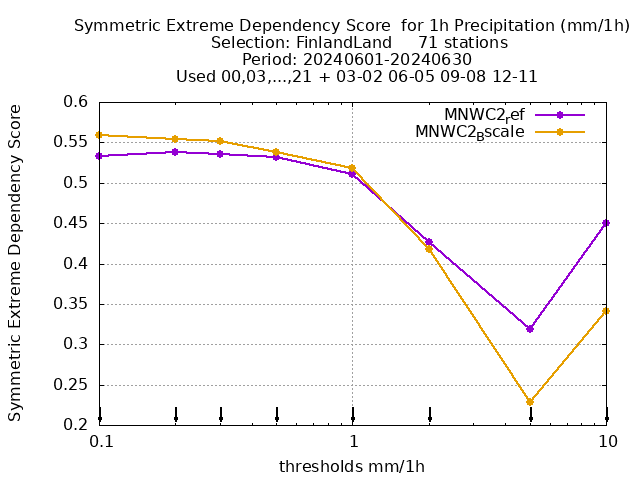 Symmetric Extreme Dependency Score  for 1h Precipitation (mm/1h)
Selection: FinlandLand     71 stations
Period: 20240601-20240630
Used 00,03,...,21 + 03-02 06-05 09-08 12-11
MNWC2ref
MNWC2Bscale
Symmetric Extreme Dependency Score
0.6
0.55
0.5
0.45
0.4
0.35
0.3
0.25
0.2
0.1 1 10
thresholds mm/1h